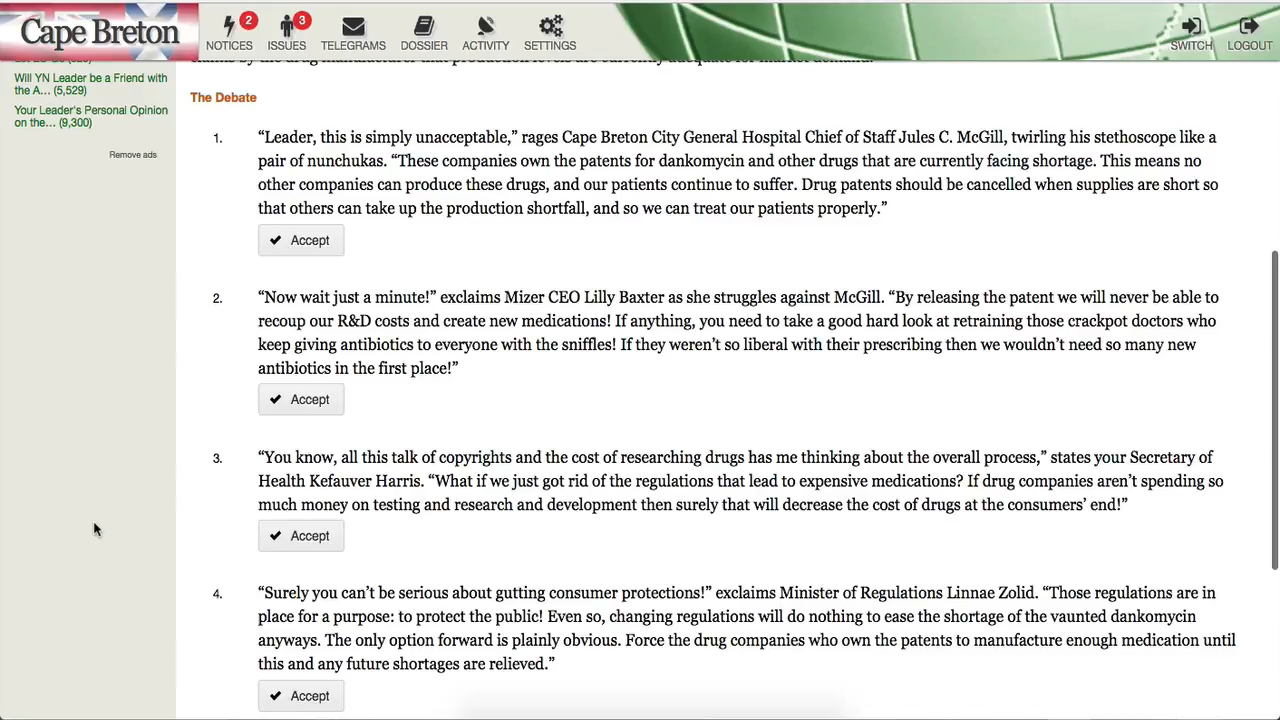 Cape Breton
2
3
NOTICES ISSUES TELEGRAMS DOSSIER ACTIVITY SETTINGS SWITCH LOGOUT
Will YN Leader be a Friend with
the A... (5,529)
Your Leader's Personal Opinion
on the... (9,300)
Remove ads
claims by the drug manufacturer that production levels are currently adequate for market demand.
The Debate
1. “Leader, this is simply unacceptable,” rages Cape Breton City General Hospital Chief of Staff Jules C. McGill, twirling his stethoscope like a
pair of nunchukas. “These companies own the patents for dankomycin and other drugs that are currently facing shortage. This means no
other companies can produce these drugs, and our patients continue to suffer. Drug patents should be cancelled when supplies are short so
that others can take up the production shortfall, and so we can treat our patients properly.”
Accept
2. “Now wait just a minute!” exclaims Mizer CEO Lilly Baxter as she struggles against McGill. “By releasing the patent we will never be able to
recoup our R&D costs and create new medications! If anything, you need to take a good hard look at retraining those crackpot doctors who
keep giving antibiotics to everyone with the sniffles! If they weren’t so liberal with their prescribing then we wouldn’t need so many new
antibiotics in the first place!”
Accept
3. “You know, all this talk of copyrights and the cost of researching drugs has me thinking about the overall process,” states your Secretary of
Health Kefauver Harris. “What if we just got rid of the regulations that lead to expensive medications? If drug companies aren’t spending so
much money on testing and research and development then surely that will decrease the cost of drugs at the consumers’ end!”
Accept
4. “Surely you can’t be serious about gutting consumer protections!” exclaims Minister of Regulations Linnae Zolid. “Those regulations are in
place for a purpose: to protect the public! Even so, changing regulations will do nothing to ease the shortage of the vaunted dankomycin
anyways. The only option forward is plainly obvious. Force the drug companies who own the patents to manufacture enough medication until
this and any future shortages are relieved.”
Accept